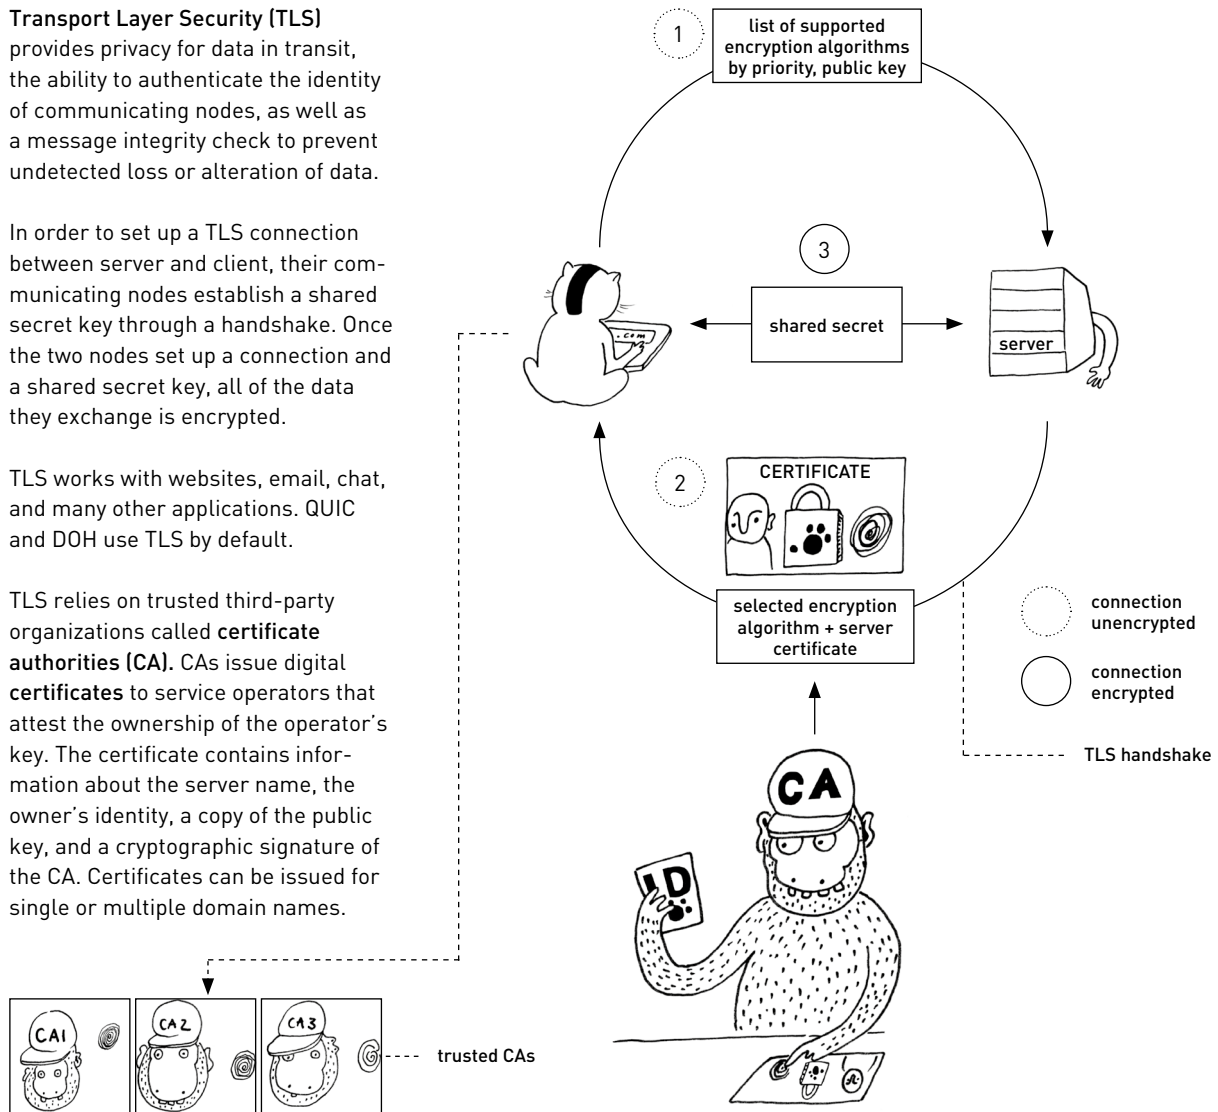 Transport Layer Security (TLS)
provides privacy for data in transit,
the ability to authenticate the identity
of communicating nodes, as well as
a message integrity check to prevent
undetected loss or alteration of data.
In order to set up a TLS connection
between server and client, their com-
municating nodes establish a shared
secret key through a handshake. Once
the two nodes set up a connection and
a shared secret key, all of the data
they exchange is encrypted.
TLS works with websites, email, chat,
and many other applications. QUIC
and DOH use TLS by default.
TLS relies on trusted third-party
organizations called certificate
authorities (CA). CAs issue digital
certificates to service operators that
attest the ownership of the operator’s
key. The certificate contains infor-
mation about the server name, the
owner’s identity, a copy of the public
key, and a cryptographic signature of
the CA. Certificates can be issued for
single or multiple domain names.
1
list of supported
encryption algorithms
by priority, public key
3
shared secret
.com
server
2
CERTIFICATE
selected encryption
algorithm + server
certificate
connection
unencrypted
connection
encrypted
TLS handshake
CA
ID
CA1
CA2
CA3
trusted CAs